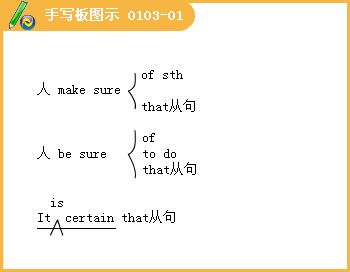 手写板图示 0103-01
of sth
人 make sure
that从句
of
人 be sure to do
that从句
is
It certain that从句